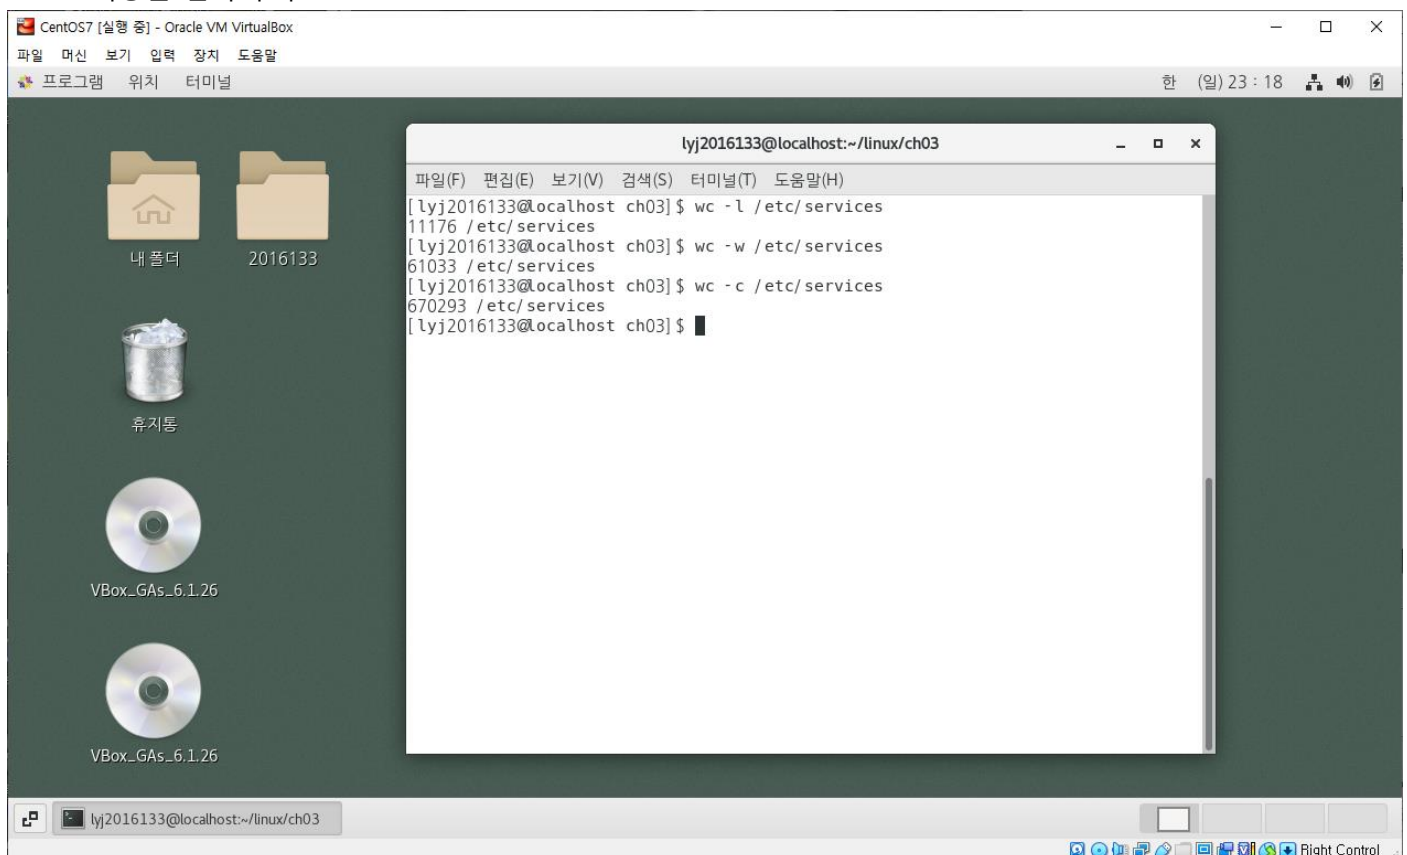 CentOS7 [실행 중] - Oracle VM VirtualBox
파일 머신 보기 입력 장치 도움말
프로그램 위치 터미널 한 (일) 23 : 18
lyj2016133@localhost:~/linux/ch03
파일(F) 편집(E) 보기(V) 검색(S) 터미널(T) 도움말(H)
[lyj2016133@localhost ch03]$ wc -l /etc/services
11176 /etc/services
[lyj2016133@localhost ch03]$ wc -w /etc/services
61033 /etc/services
[lyj2016133@localhost ch03]$ wc -c /etc/services
670293 /etc/services
[lyj2016133@localhost ch03]$
내 폴더 2016133
휴지통
VBox_GAs_6.1.26
VBox_GAs_6.1.26
lyj2016133@localhost:~/linux/ch03
Right Control